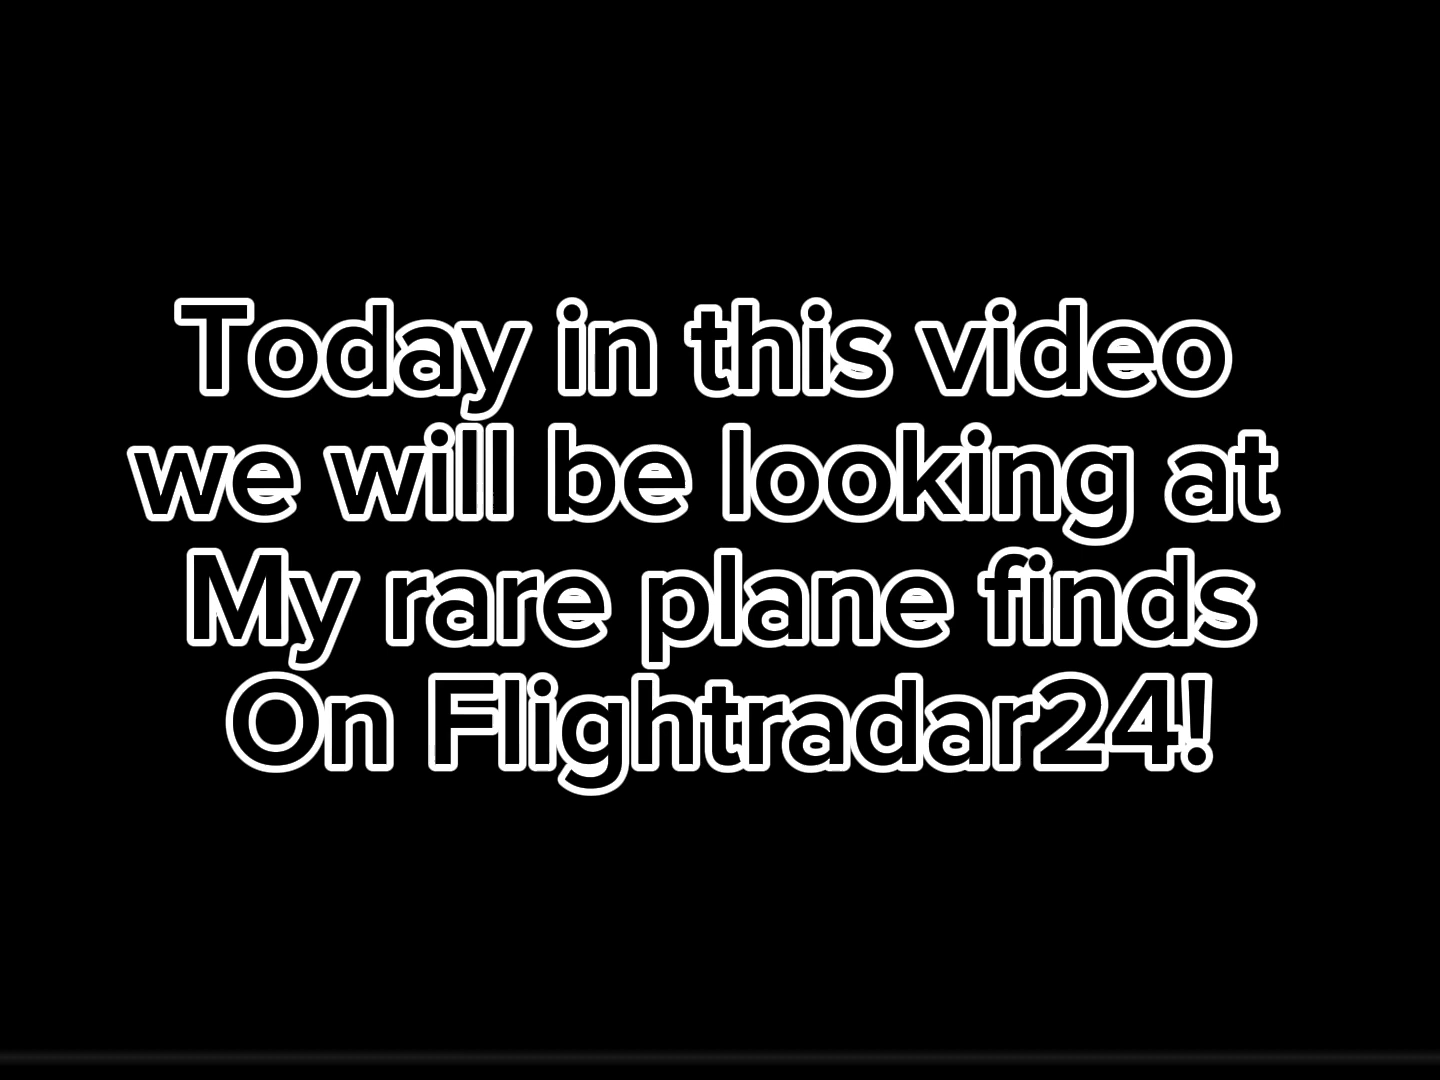 Today in this video
we will be looking at
My rare plane finds
On Flightradar24!